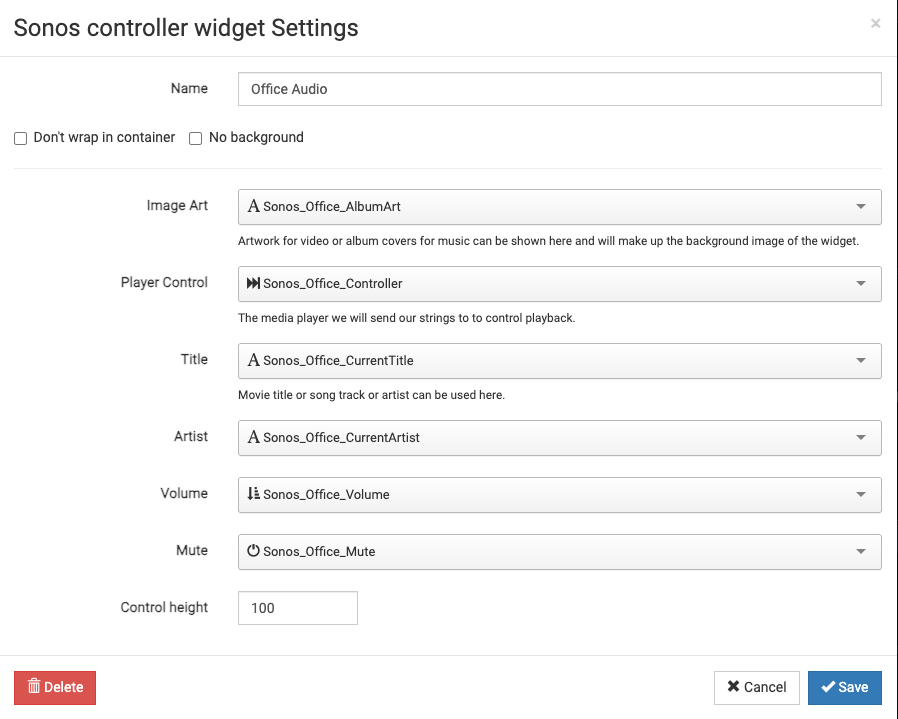 Sonos controller widget Settings
×
Name
Office Audio
Don't wrap in container
No background
Image Art
A Sonos_Office_AlbumArt
Artwork for video or album covers for music can be shown here and will make up the background image of the widget.
Player Control
Sonos_Office_Controller
The media player we will send our strings to to control playback.
Title
A Sonos_Office_CurrentTitle
Movie title or song track or artist can be used here.
Artist
A Sonos_Office_CurrentArtist
Volume
Sonos_Office_Volume
Mute
Sonos_Office_Mute
Control height
100
Delete
Cancel
Save